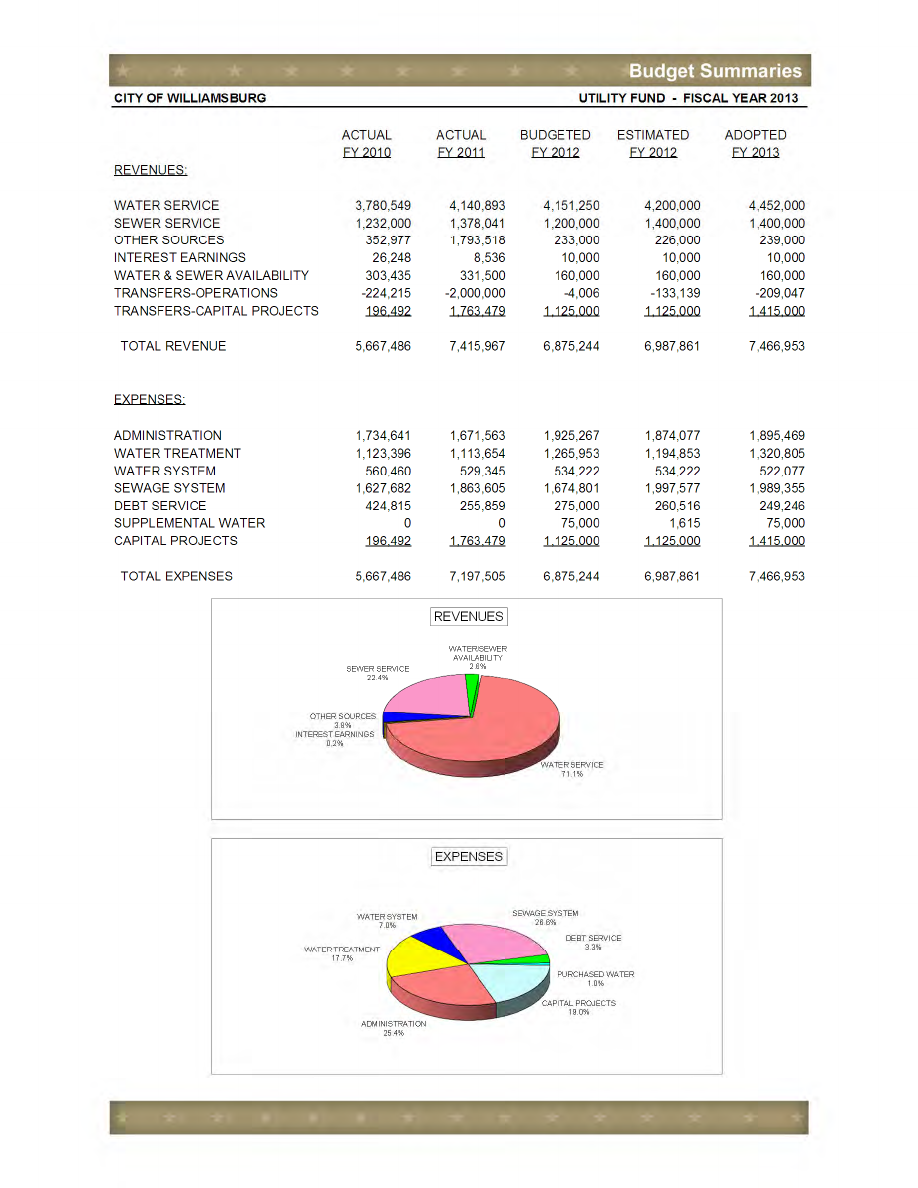 Budget Summaries
CITY OF WILLIAMSBURG UTILITY FUND - FISCAL YEAR 2013
ACTUAL ACTUAL BUDGETED ESTIMATED ADOPTED
FY 2010 FY 2011 FY 2012 FY 2012 FY 2013
REVENUES:
WATER SERVICE 3,780,549 4,140,893 4,151,250 4,200,000 4,452,000
SEWER SERVICE 1,232,000 1,378,041 1,200,000 1,400,000 1,400,000
OTHER SOURCES 352,977 1,793,518 233,000 226,000 239,000
INTEREST EARNINGS 26,248 8,536 10,000 10,000 10,000
WATER & SEWER AVAILABILITY 303,435 331,500 160,000 160,000 160,000
TRANSFERS-OPERATIONS -224,215 -2,000,000 -4,006 -133,139 -209,047
TRANSFERS-CAPITAL PROJECTS 196,492 1,763,479 1,125,000 1,125,000 1,415,000
TOTAL REVENUE 5,667,486 7,415,967 6,875,244 6,987,861 7,466,953
EXPENSES:
ADMINISTRATION 1,734,641 1,671,563 1,925,267 1,874,077 1,895,469
WATER TREATMENT 1,123,396 1,113,654 1,265,953 1,194,853 1,320,805
WATER SYSTEM 560,460 529,345 534,222 534,222 522,077
SEWAGE SYSTEM 1,627,682 1,863,605 1,674,801 1,997,577 1,989,355
DEBT SERVICE 424,815 255,859 275,000 260,516 249,246
SUPPLEMENTAL WATER 0 0 75,000 1,615 75,000
CAPITAL PROJECTS 196,492 1,763,479 1,125,000 1,125,000 1,415,000
TOTAL EXPENSES 5,667,486 7,197,505 6,875,244 6,987,861 7,466,953
REVENUES
WATER/SEWER
AVAILABILITY
2.6%
SEWER SERVICE
22.4%
OTHER SOURCES
3.8%
INTEREST EARNINGS
0.2%
WATER SERVICE
71.1%
EXPENSES
WATER SYSTEM
7.0%
SEWAGE SYSTEM
26.6%
DEBT SERVICE
3.3%
WATER TREATMENT
17.7%
PURCHASED WATER
1.0%
CAPITAL PROJECTS
19.0%
ADMINISTRATION
25.4%